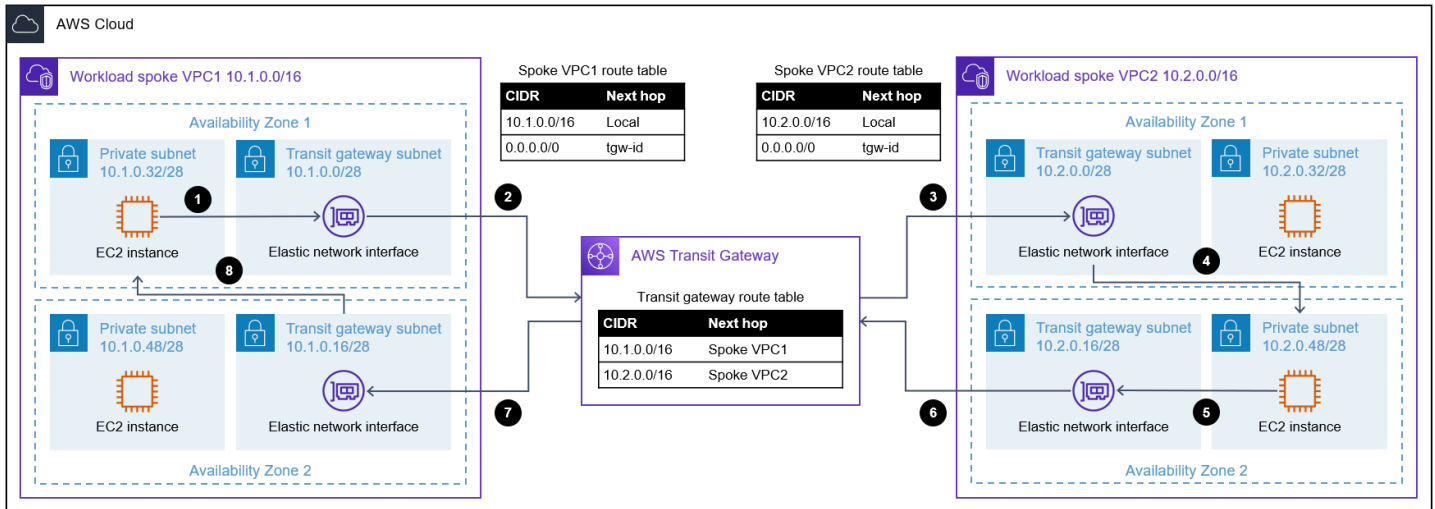 AWS Cloud
Workload spoke VPC1 10.1.0.0/16
Availability Zone 1
Private subnet
10.1.0.32/28
EC2 instance
Transit gateway subnet
10.1.0.0/28
Elastic network interface
1
8
Private subnet
10.1.0.48/28
EC2 instance
Transit gateway subnet
10.1.0.16/28
Elastic network interface
Availability Zone 2
Spoke VPC1 route table
CIDR Next hop
10.1.0.0/16 Local
0.0.0.0/0 tgw-id
Spoke VPC2 route table
CIDR Next hop
10.2.0.0/16 Local
0.0.0.0/0 tgw-id
2
3
AWS Transit Gateway
Transit gateway route table
CIDR Next hop
10.1.0.0/16 Spoke VPC1
10.2.0.0/16 Spoke VPC2
7
6
Workload spoke VPC2 10.2.0.0/16
Availability Zone 1
Transit gateway subnet
10.2.0.0/28
Elastic network interface
Private subnet
10.2.0.32/28
EC2 instance
4
Transit gateway subnet
10.2.0.16/28
Elastic network interface
Private subnet
10.2.0.48/28
EC2 instance
5
Availability Zone 2